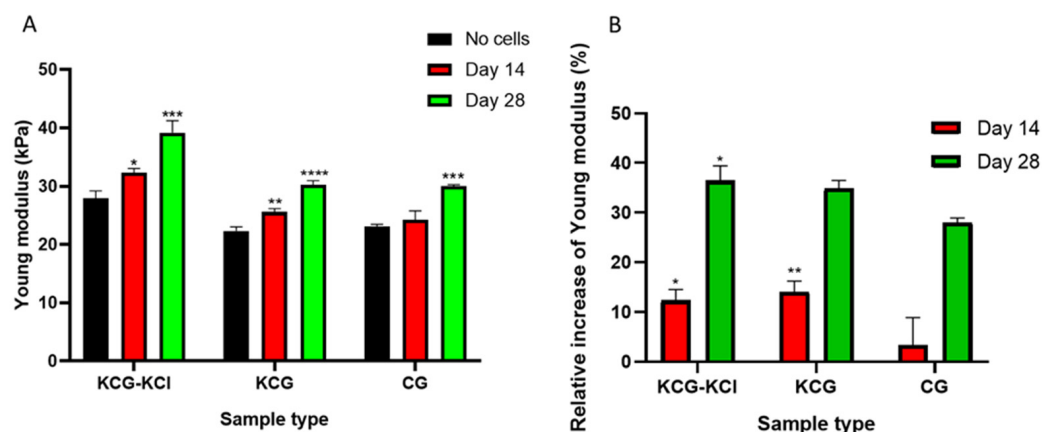 A
No cells
Day 14
Day 28
Young modulus (kPa)
50
40
30
20
10
0
*
***
**
****
***
KCG-KCl
KCG
CG
Sample type
B
Day 14
Day 28
Relative increase of Young modulus (%)
50
40
30
20
10
0
*
*
**
KCG-KCl
KCG
CG
Sample type